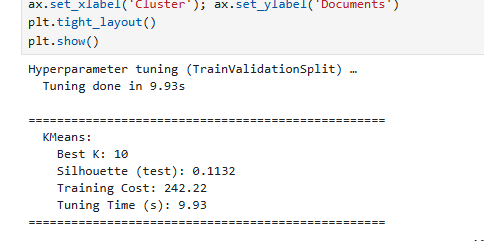 ax.set_xlabel('Cluster'); ax.set_ylabel('Documents')
plt.tight_layout()
plt.show()
Hyperparameter tuning (TrainValidationSplit) …
  Tuning done in 9.93s

===================================================
  KMeans:
    Best K: 10
    Silhouette (test): 0.1132
    Training Cost: 242.22
    Tuning Time (s): 9.93
===================================================